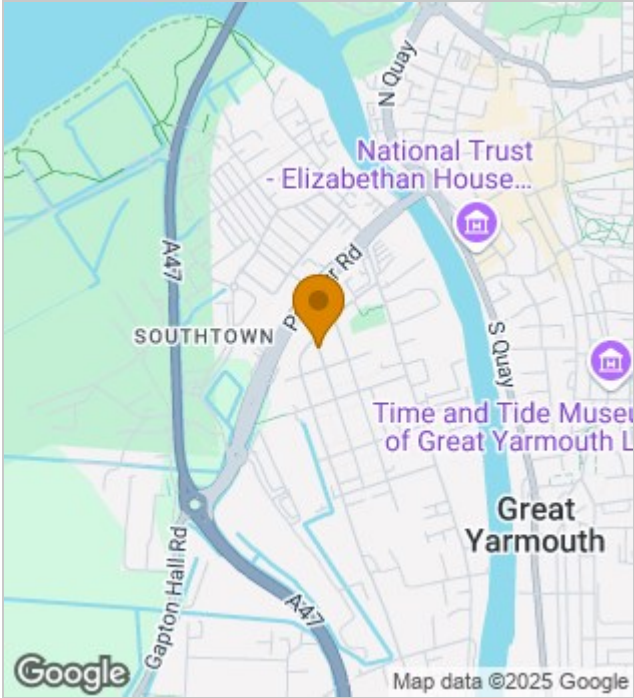 N Quay
National Trust
- Elizabethan House...
A47
Rd
SOUTHTOWN
S Quay
Time and Tide Museu
of Great Yarmouth L
Great
Yarmouth
Gapton Hall Rd
A47
Google
Map data ©2025 Google